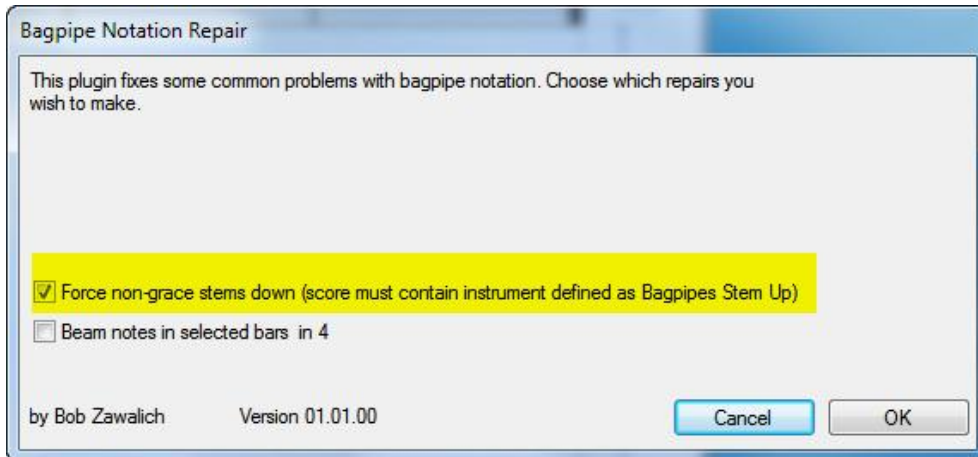 Bagpipe Notation Repair
This plugin fixes some common problems with bagpipe notation. Choose which repairs you
wish to make.
Force non-grace stems down (score must contain instrument defined as Bagpipes Stem Up)
Beam notes in selected bars  in 4
by Bob Zawalich Version 01.01.00 Cancel OK